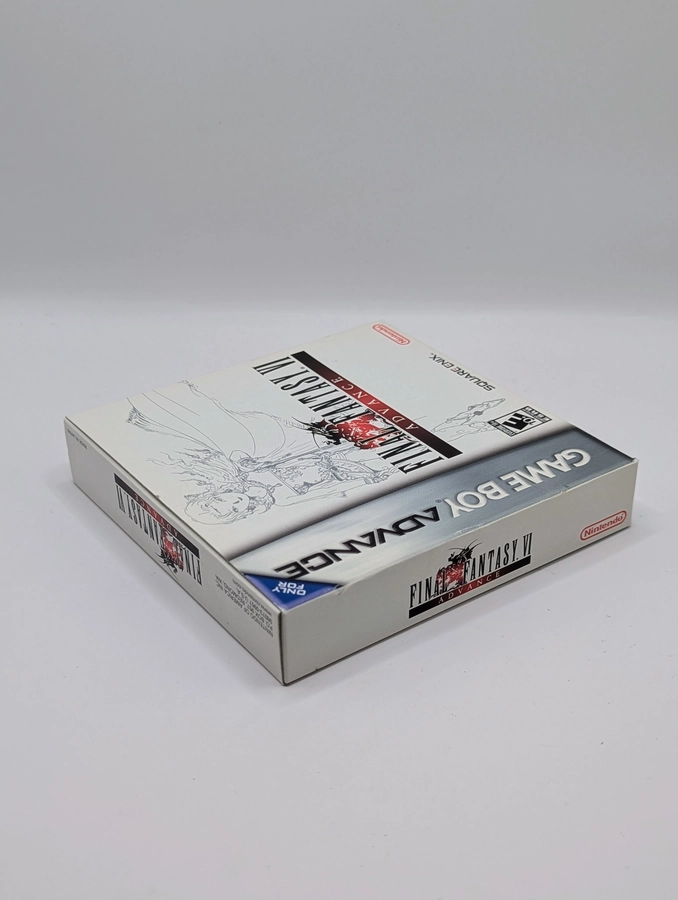 Nintendo
SQUARE ENIX.
FINAL FANTASY VI
ADVANCE
GAME BOY ADVANCE
ONLY
FOR
FINAL FANTASY VI
ADVANCE
Nintendo
FINAL FANTASY VI
ADVANCE